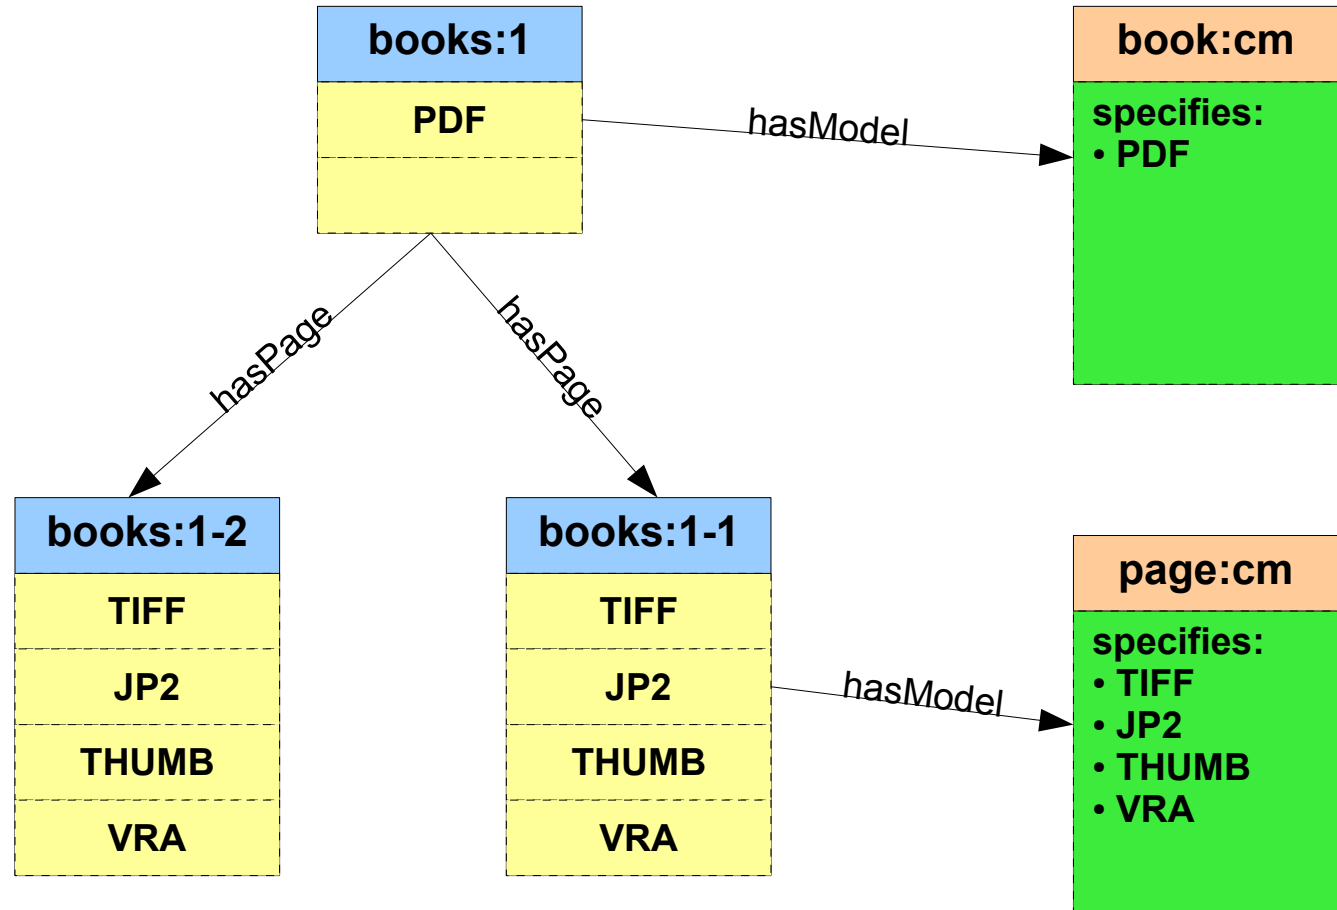 books:1
PDF
hasModel
book:cm
specifies:
• PDF
hasPage
hasPage
books:1-2
TIFF
JP2
THUMB
VRA
books:1-1
TIFF
JP2
THUMB
VRA
hasModel
page:cm
specifies:
• TIFF
• JP2
• THUMB
• VRA